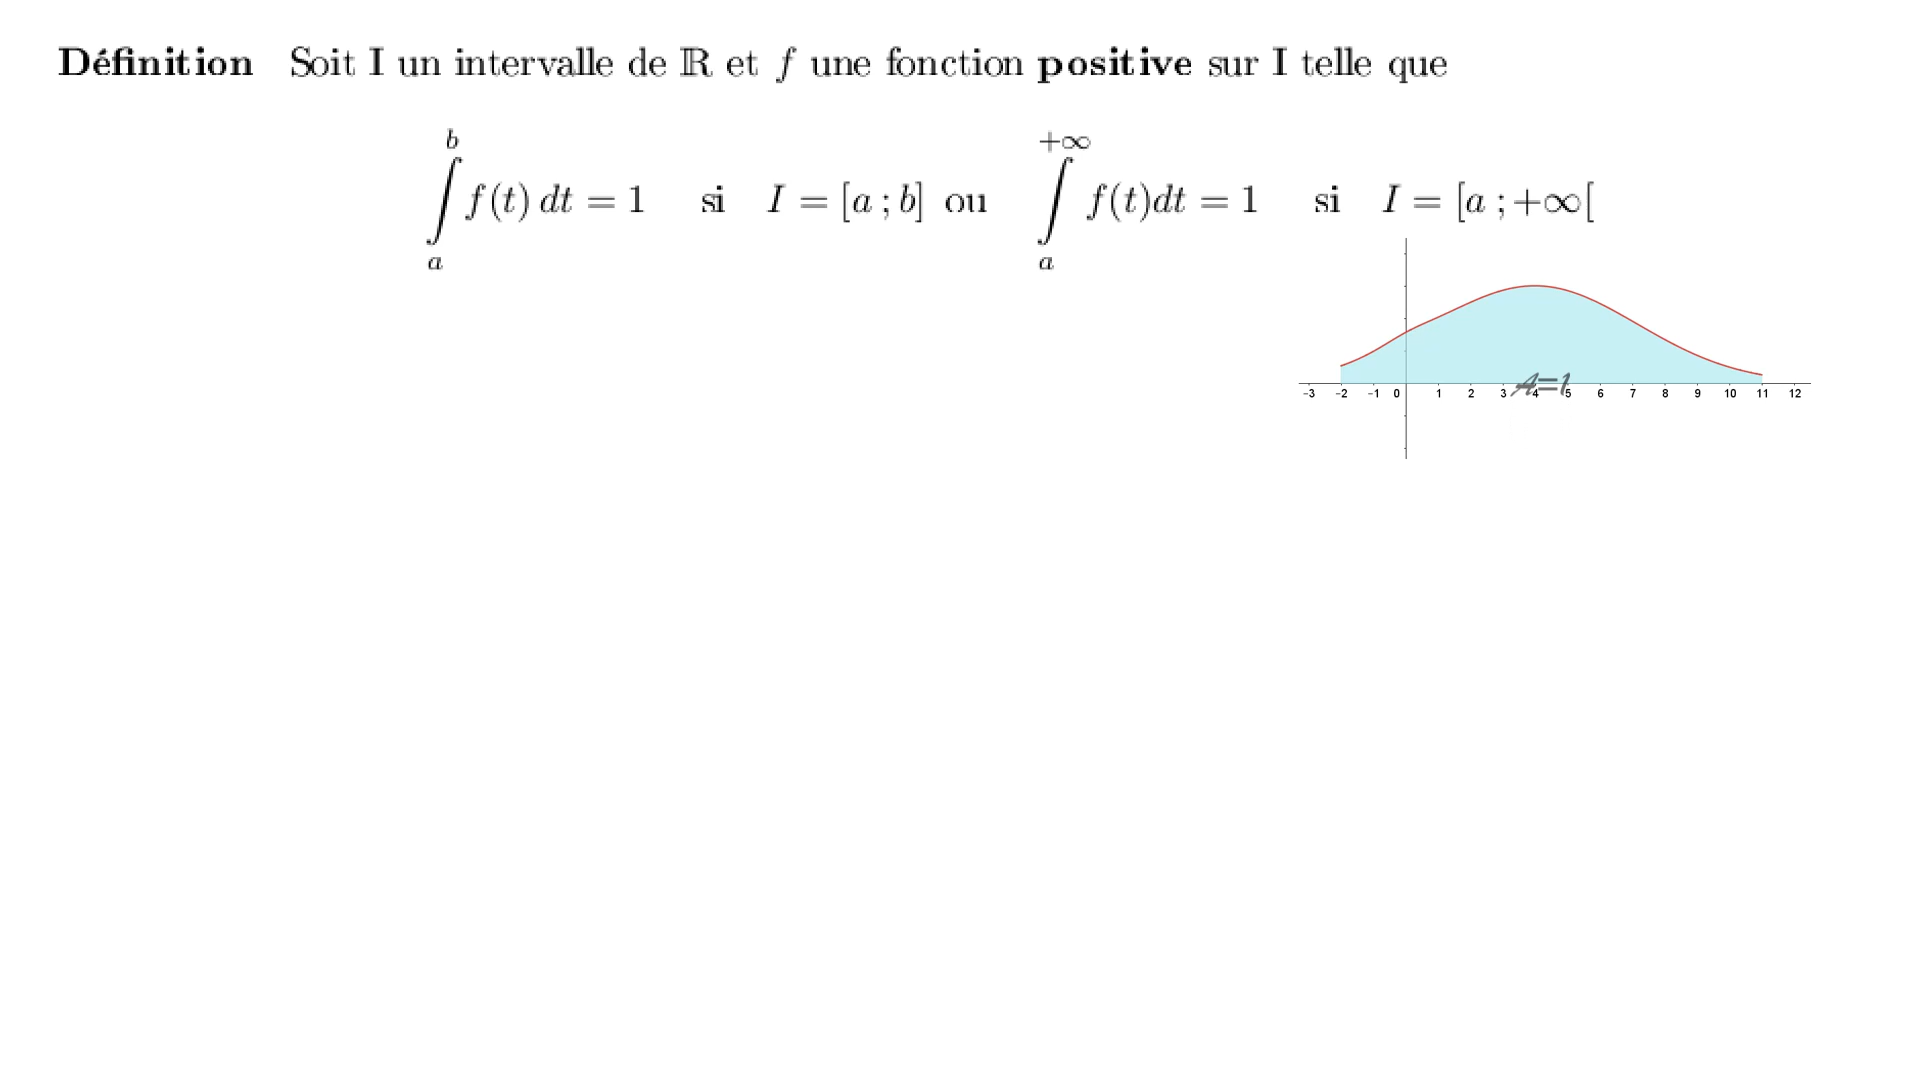 Définition Soit I un intervalle de ℝ et f une fonction positive sur I telle que
∫_a^b f(t) dt = 1 si I = [a ; b] ou ∫_a^{+∞} f(t)dt = 1 si I = [a ; +∞[
A=1
−3 −2 −1 0 1 2 3 4 5 6 7 8 9 10 11 12